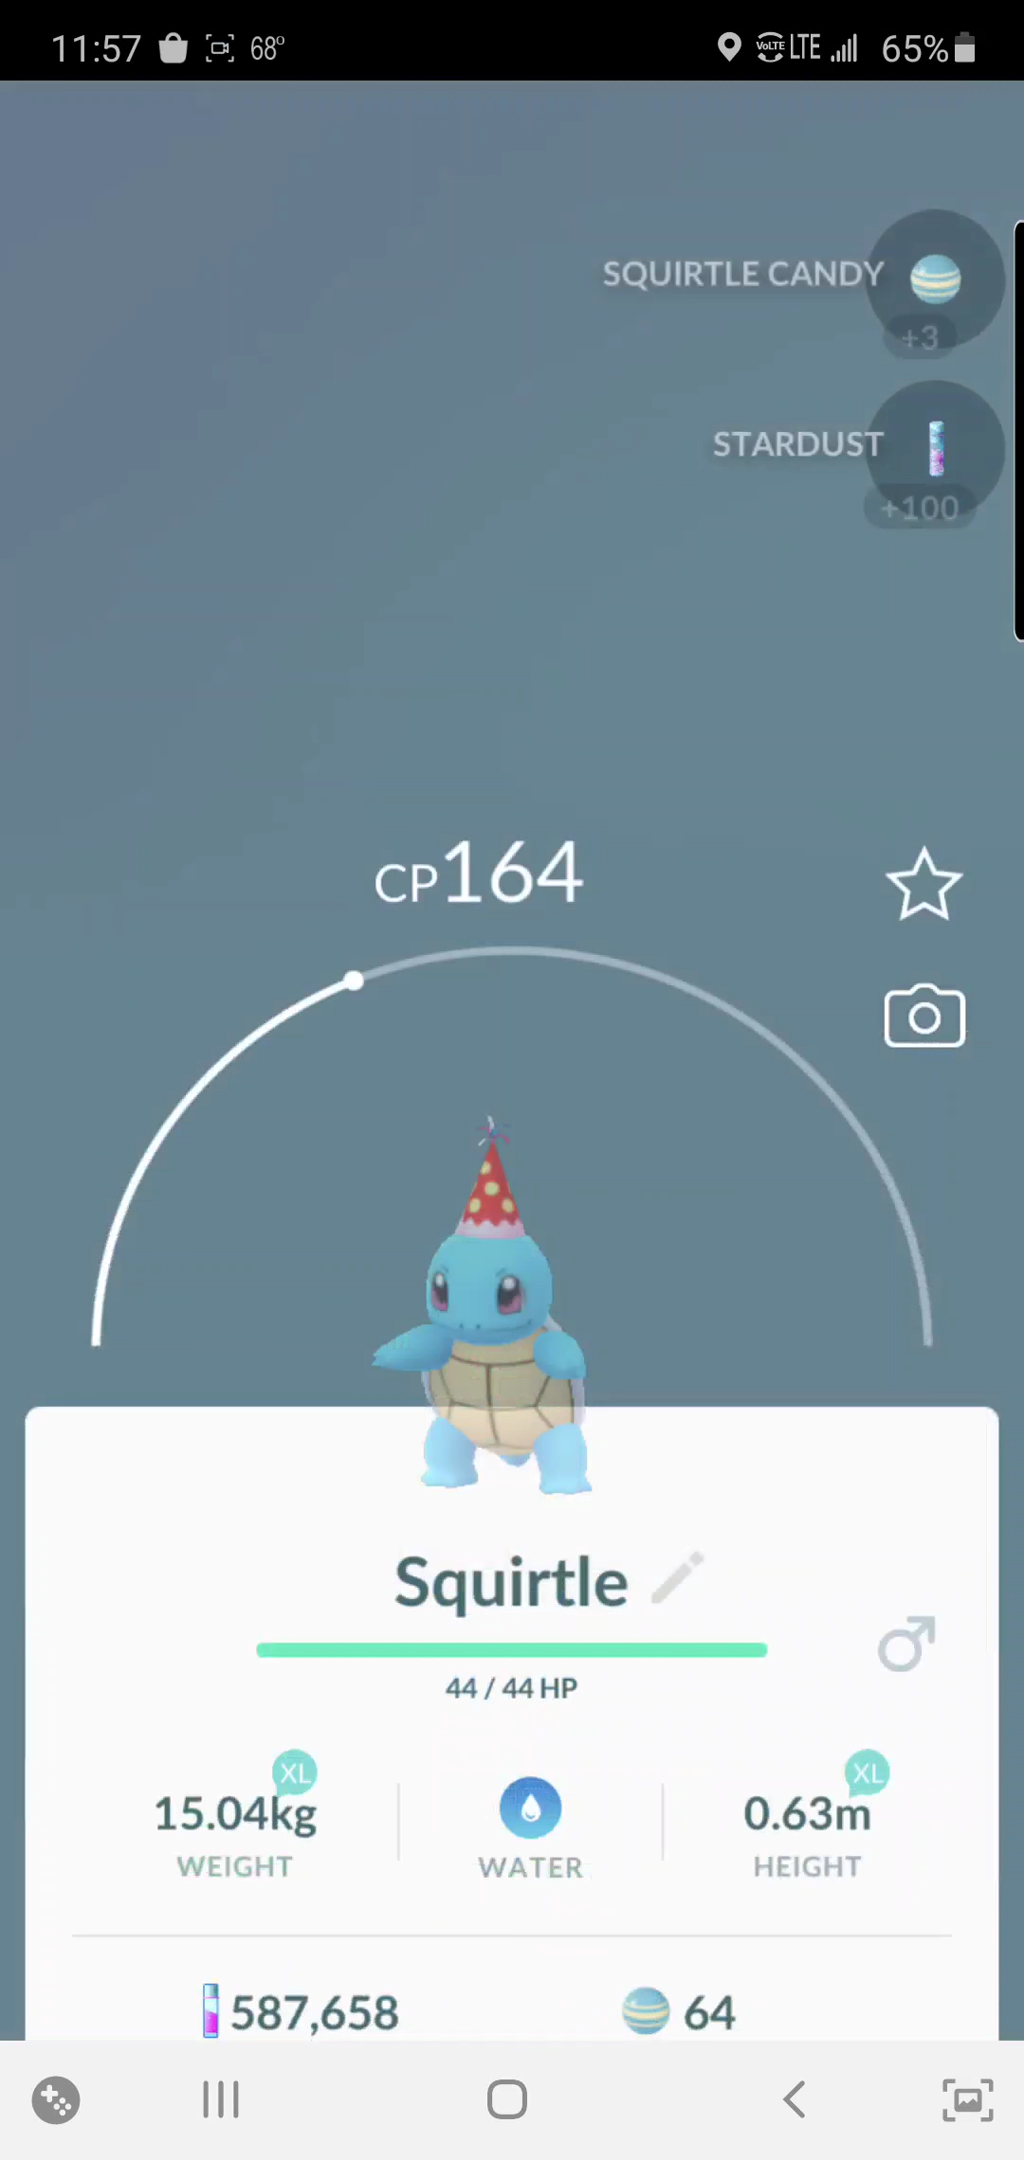 11:57 68° VoLTE LTE 65%
SQUIRTLE CANDY
+3
STARDUST
+100
CP164
Squirtle
44 / 44 HP
XL XL
15.04kg 0.63m
WEIGHT WATER HEIGHT
587,658 64